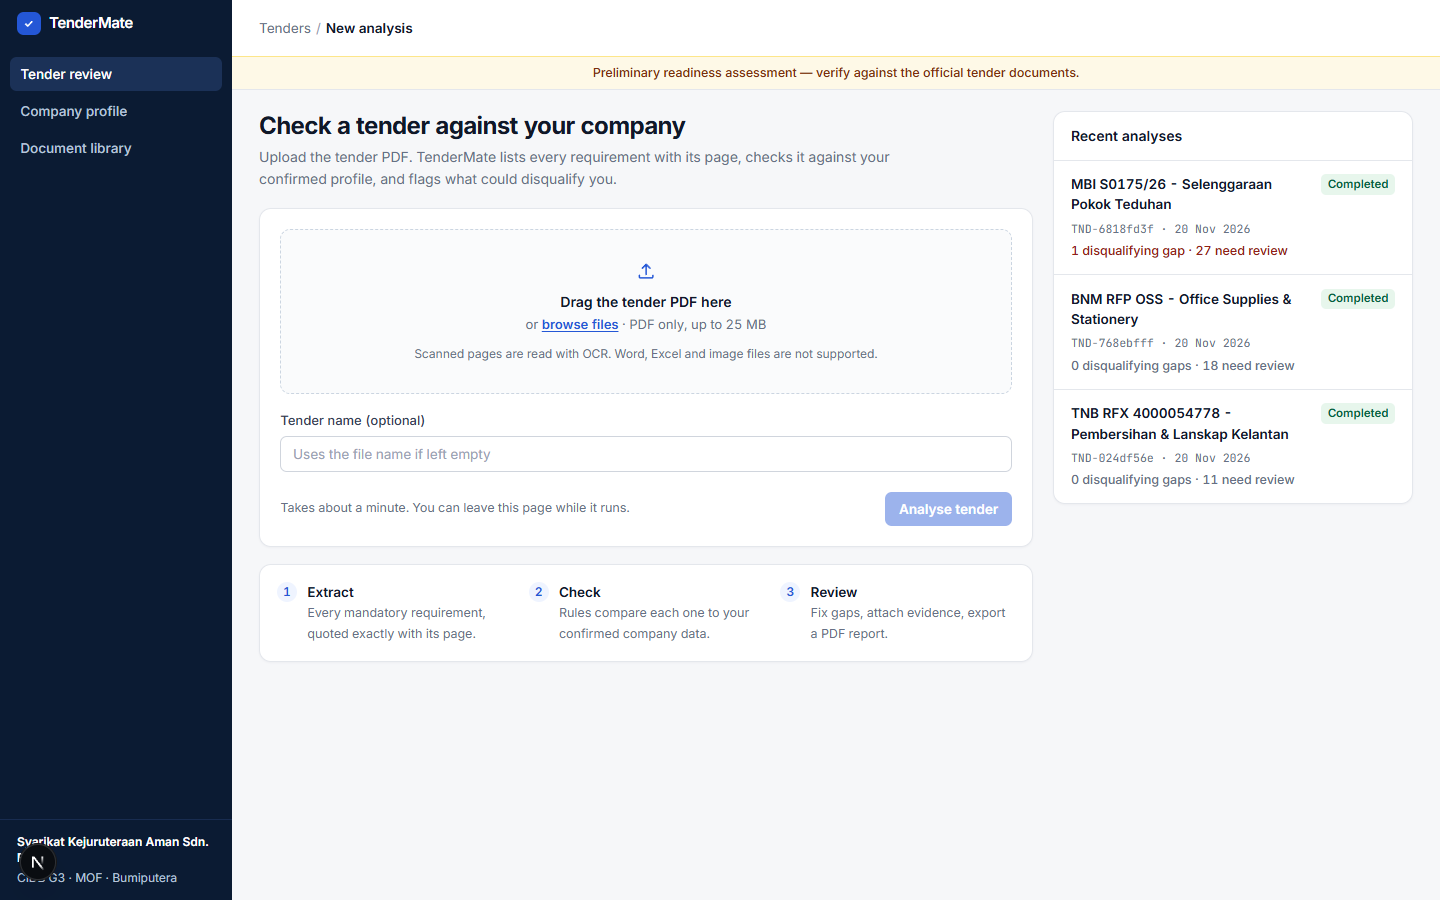 TenderMate
Tender review
Company profile
Document library
Syarikat Kejuruteraan Aman Sdn.
N
G3 · MOF · Bumiputera
Tenders / New analysis
Preliminary readiness assessment — verify against the official tender documents.
Check a tender against your company
Upload the tender PDF. TenderMate lists every requirement with its page, checks it against your
confirmed profile, and flags what could disqualify you.
Drag the tender PDF here
or browse files · PDF only, up to 25 MB
Scanned pages are read with OCR. Word, Excel and image files are not supported.
Tender name (optional)
Uses the file name if left empty
Takes about a minute. You can leave this page while it runs.
Analyse tender
1 Extract
Every mandatory requirement,
quoted exactly with its page.
2 Check
Rules compare each one to your
confirmed company data.
3 Review
Fix gaps, attach evidence, export
a PDF report.
Recent analyses
MBI S0175/26 - Selenggaraan
Pokok Teduhan
Completed
TND-6818fd3f · 20 Nov 2026
1 disqualifying gap · 27 need review
BNM RFP OSS - Office Supplies &
Stationery
Completed
TND-768ebfff · 20 Nov 2026
0 disqualifying gaps · 18 need review
TNB RFX 4000054778 -
Pembersihan & Lanskap Kelantan
Completed
TND-024df56e · 20 Nov 2026
0 disqualifying gaps · 11 need review